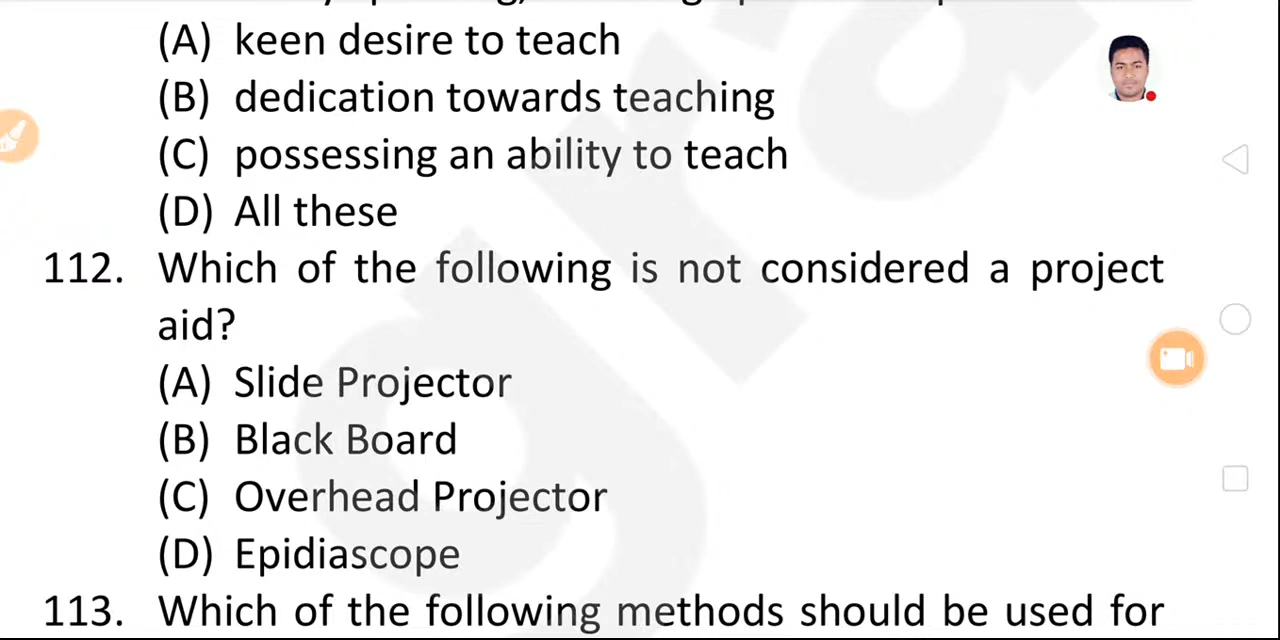 (A) keen desire to teach
(B) dedication towards teaching
(C) possessing an ability to teach
(D) All these
112. Which of the following is not considered a project
aid?
(A) Slide Projector
(B) Black Board
(C) Overhead Projector
(D) Epidiascope
113. Which of the following methods should be used for